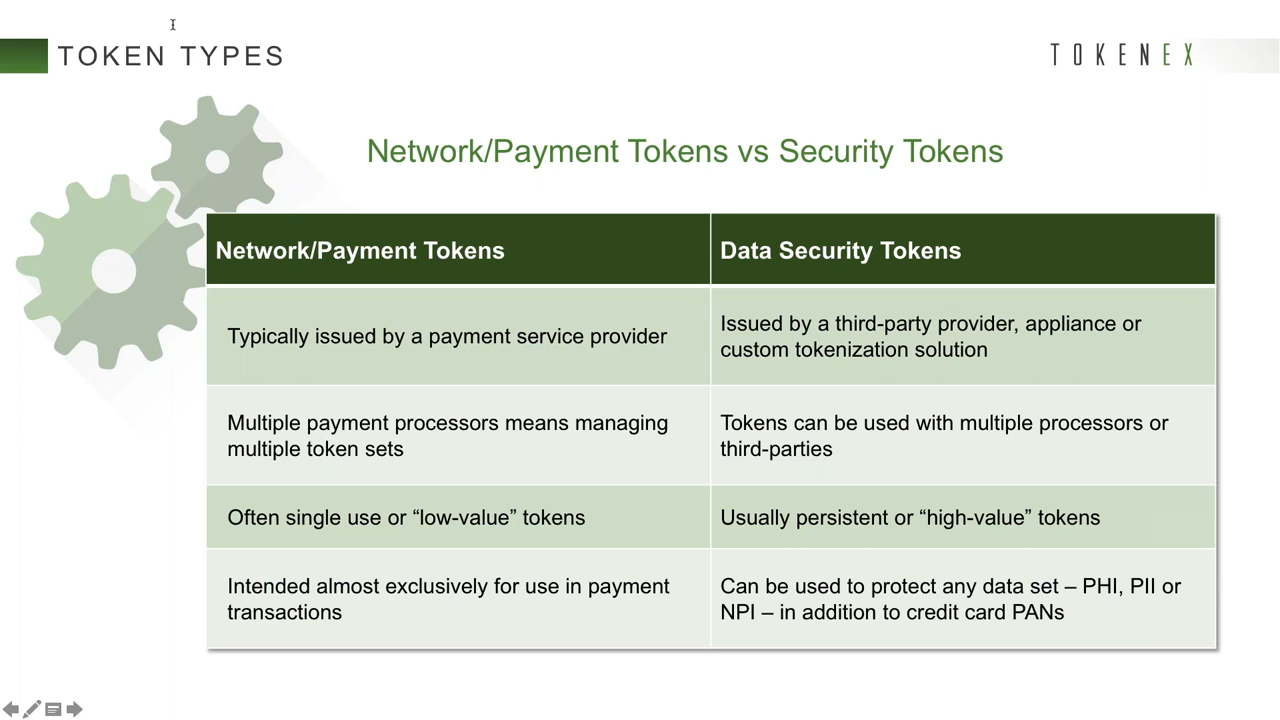 TOKEN TYPES
TOKENEX
Network/Payment Tokens vs Security Tokens
Network/Payment Tokens
Data Security Tokens
Typically issued by a payment service provider
Issued by a third-party provider, appliance or
custom tokenization solution
Multiple payment processors means managing
multiple token sets
Tokens can be used with multiple processors or
third-parties
Often single use or “low-value” tokens
Usually persistent or “high-value” tokens
Intended almost exclusively for use in payment
transactions
Can be used to protect any data set – PHI, PII or
NPI – in addition to credit card PANs